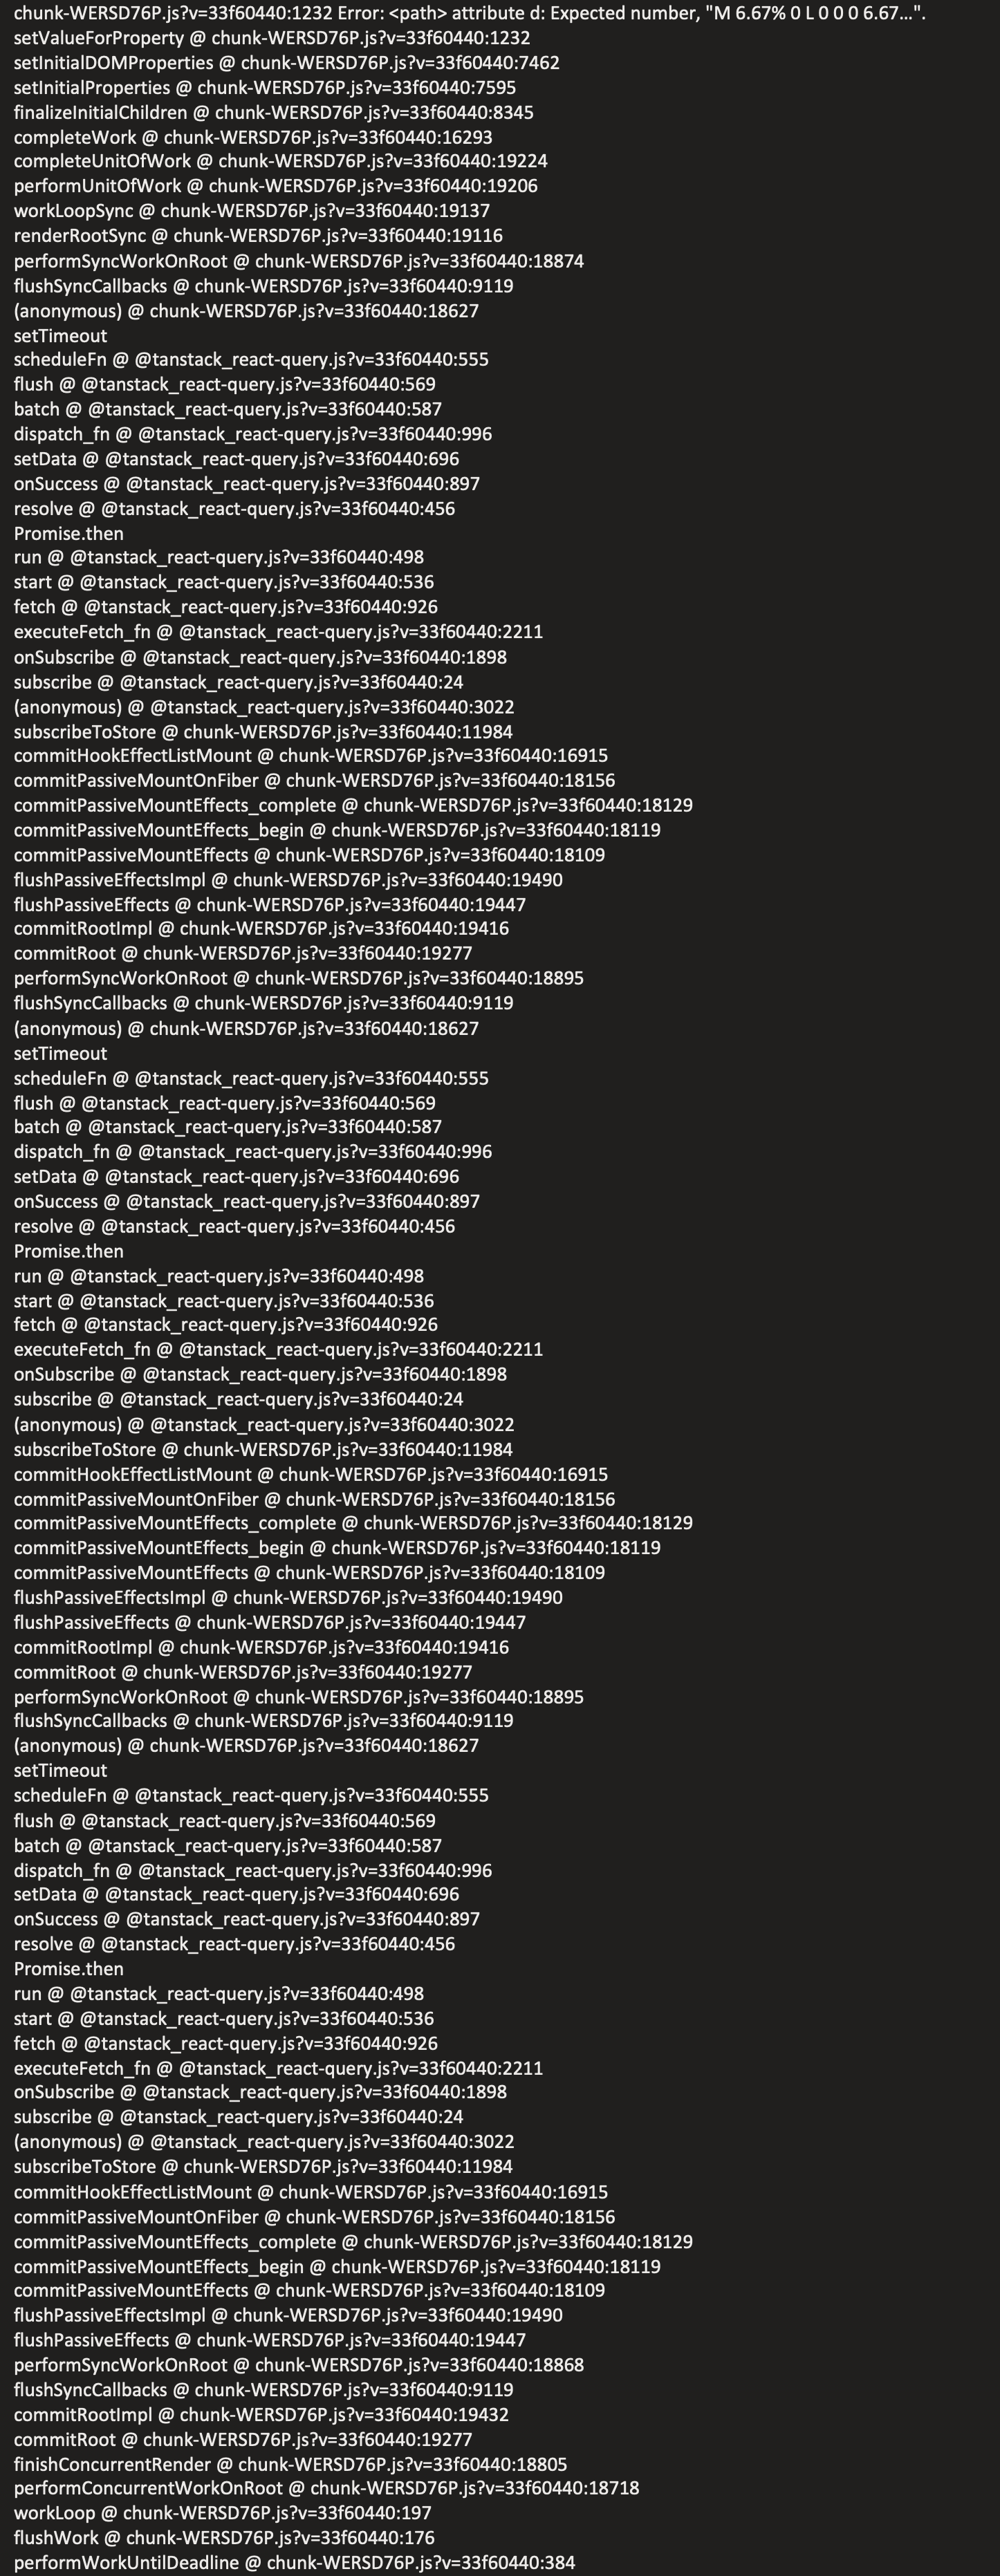 chunk-WERSD76P.js?v=33f60440:1232 Error: <path> attribute d: Expected number, "M 6.67% 0 L 0 0 0 6.67…".
setValueForProperty @ chunk-WERSD76P.js?v=33f60440:1232
setInitialDOMProperties @ chunk-WERSD76P.js?v=33f60440:7462
setInitialProperties @ chunk-WERSD76P.js?v=33f60440:7595
finalizeInitialChildren @ chunk-WERSD76P.js?v=33f60440:8345
completeWork @ chunk-WERSD76P.js?v=33f60440:16293
completeUnitOfWork @ chunk-WERSD76P.js?v=33f60440:19224
performUnitOfWork @ chunk-WERSD76P.js?v=33f60440:19206
workLoopSync @ chunk-WERSD76P.js?v=33f60440:19137
renderRootSync @ chunk-WERSD76P.js?v=33f60440:19116
performSyncWorkOnRoot @ chunk-WERSD76P.js?v=33f60440:18874
flushSyncCallbacks @ chunk-WERSD76P.js?v=33f60440:9119
(anonymous) @ chunk-WERSD76P.js?v=33f60440:18627
setTimeout
scheduleFn @ @tanstack_react-query.js?v=33f60440:555
flush @ @tanstack_react-query.js?v=33f60440:569
batch @ @tanstack_react-query.js?v=33f60440:587
dispatch_fn @ @tanstack_react-query.js?v=33f60440:996
setData @ @tanstack_react-query.js?v=33f60440:696
onSuccess @ @tanstack_react-query.js?v=33f60440:897
resolve @ @tanstack_react-query.js?v=33f60440:456
Promise.then
run @ @tanstack_react-query.js?v=33f60440:498
start @ @tanstack_react-query.js?v=33f60440:536
fetch @ @tanstack_react-query.js?v=33f60440:926
executeFetch_fn @ @tanstack_react-query.js?v=33f60440:2211
onSubscribe @ @tanstack_react-query.js?v=33f60440:1898
subscribe @ @tanstack_react-query.js?v=33f60440:24
(anonymous) @ @tanstack_react-query.js?v=33f60440:3022
subscribeToStore @ chunk-WERSD76P.js?v=33f60440:11984
commitHookEffectListMount @ chunk-WERSD76P.js?v=33f60440:16915
commitPassiveMountOnFiber @ chunk-WERSD76P.js?v=33f60440:18156
commitPassiveMountEffects_complete @ chunk-WERSD76P.js?v=33f60440:18129
commitPassiveMountEffects_begin @ chunk-WERSD76P.js?v=33f60440:18119
commitPassiveMountEffects @ chunk-WERSD76P.js?v=33f60440:18109
flushPassiveEffectsImpl @ chunk-WERSD76P.js?v=33f60440:19490
flushPassiveEffects @ chunk-WERSD76P.js?v=33f60440:19447
commitRootImpl @ chunk-WERSD76P.js?v=33f60440:19416
commitRoot @ chunk-WERSD76P.js?v=33f60440:19277
performSyncWorkOnRoot @ chunk-WERSD76P.js?v=33f60440:18895
flushSyncCallbacks @ chunk-WERSD76P.js?v=33f60440:9119
(anonymous) @ chunk-WERSD76P.js?v=33f60440:18627
setTimeout
scheduleFn @ @tanstack_react-query.js?v=33f60440:555
flush @ @tanstack_react-query.js?v=33f60440:569
batch @ @tanstack_react-query.js?v=33f60440:587
dispatch_fn @ @tanstack_react-query.js?v=33f60440:996
setData @ @tanstack_react-query.js?v=33f60440:696
onSuccess @ @tanstack_react-query.js?v=33f60440:897
resolve @ @tanstack_react-query.js?v=33f60440:456
Promise.then
run @ @tanstack_react-query.js?v=33f60440:498
start @ @tanstack_react-query.js?v=33f60440:536
fetch @ @tanstack_react-query.js?v=33f60440:926
executeFetch_fn @ @tanstack_react-query.js?v=33f60440:2211
onSubscribe @ @tanstack_react-query.js?v=33f60440:1898
subscribe @ @tanstack_react-query.js?v=33f60440:24
(anonymous) @ @tanstack_react-query.js?v=33f60440:3022
subscribeToStore @ chunk-WERSD76P.js?v=33f60440:11984
commitHookEffectListMount @ chunk-WERSD76P.js?v=33f60440:16915
commitPassiveMountOnFiber @ chunk-WERSD76P.js?v=33f60440:18156
commitPassiveMountEffects_complete @ chunk-WERSD76P.js?v=33f60440:18129
commitPassiveMountEffects_begin @ chunk-WERSD76P.js?v=33f60440:18119
commitPassiveMountEffects @ chunk-WERSD76P.js?v=33f60440:18109
flushPassiveEffectsImpl @ chunk-WERSD76P.js?v=33f60440:19490
flushPassiveEffects @ chunk-WERSD76P.js?v=33f60440:19447
commitRootImpl @ chunk-WERSD76P.js?v=33f60440:19416
commitRoot @ chunk-WERSD76P.js?v=33f60440:19277
performSyncWorkOnRoot @ chunk-WERSD76P.js?v=33f60440:18895
flushSyncCallbacks @ chunk-WERSD76P.js?v=33f60440:9119
(anonymous) @ chunk-WERSD76P.js?v=33f60440:18627
setTimeout
scheduleFn @ @tanstack_react-query.js?v=33f60440:555
flush @ @tanstack_react-query.js?v=33f60440:569
batch @ @tanstack_react-query.js?v=33f60440:587
dispatch_fn @ @tanstack_react-query.js?v=33f60440:996
setData @ @tanstack_react-query.js?v=33f60440:696
onSuccess @ @tanstack_react-query.js?v=33f60440:897
resolve @ @tanstack_react-query.js?v=33f60440:456
Promise.then
run @ @tanstack_react-query.js?v=33f60440:498
start @ @tanstack_react-query.js?v=33f60440:536
fetch @ @tanstack_react-query.js?v=33f60440:926
executeFetch_fn @ @tanstack_react-query.js?v=33f60440:2211
onSubscribe @ @tanstack_react-query.js?v=33f60440:1898
subscribe @ @tanstack_react-query.js?v=33f60440:24
(anonymous) @ @tanstack_react-query.js?v=33f60440:3022
subscribeToStore @ chunk-WERSD76P.js?v=33f60440:11984
commitHookEffectListMount @ chunk-WERSD76P.js?v=33f60440:16915
commitPassiveMountOnFiber @ chunk-WERSD76P.js?v=33f60440:18156
commitPassiveMountEffects_complete @ chunk-WERSD76P.js?v=33f60440:18129
commitPassiveMountEffects_begin @ chunk-WERSD76P.js?v=33f60440:18119
commitPassiveMountEffects @ chunk-WERSD76P.js?v=33f60440:18109
flushPassiveEffectsImpl @ chunk-WERSD76P.js?v=33f60440:19490
flushPassiveEffects @ chunk-WERSD76P.js?v=33f60440:19447
performSyncWorkOnRoot @ chunk-WERSD76P.js?v=33f60440:18868
flushSyncCallbacks @ chunk-WERSD76P.js?v=33f60440:9119
commitRootImpl @ chunk-WERSD76P.js?v=33f60440:19432
commitRoot @ chunk-WERSD76P.js?v=33f60440:19277
finishConcurrentRender @ chunk-WERSD76P.js?v=33f60440:18805
performConcurrentWorkOnRoot @ chunk-WERSD76P.js?v=33f60440:18718
workLoop @ chunk-WERSD76P.js?v=33f60440:197
flushWork @ chunk-WERSD76P.js?v=33f60440:176
performWorkUntilDeadline @ chunk-WERSD76P.js?v=33f60440:384